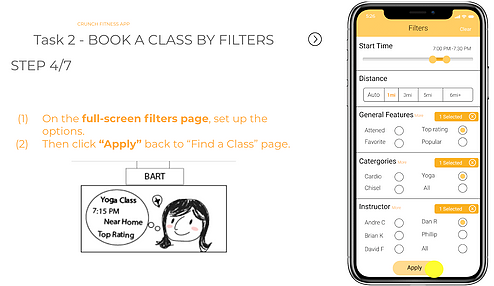 CRUNCH FITNESS APP
Task 2 - BOOK A CLASS BY FILTERS
STEP 4/7
(1) On the full-screen filters page, set up the
options.
(2) Then click "Apply" back to "Find a Class" page.
BART
Yoga Class
7:15 PM
Near Home
Top Rating
Filters
Clear
Start Time
7:00 PM -7:30 PM
Distance
Auto 1mi 3mi 5mi 6mi+
General Features More 1 Selected
Attened Top rating
Favorite Popular
Catergories More 1 Selected
Cardio Yoga
Chisel All
Instructor More 1 Selected
Andre C Dan R
Brian K Phillip
David F All
Apply